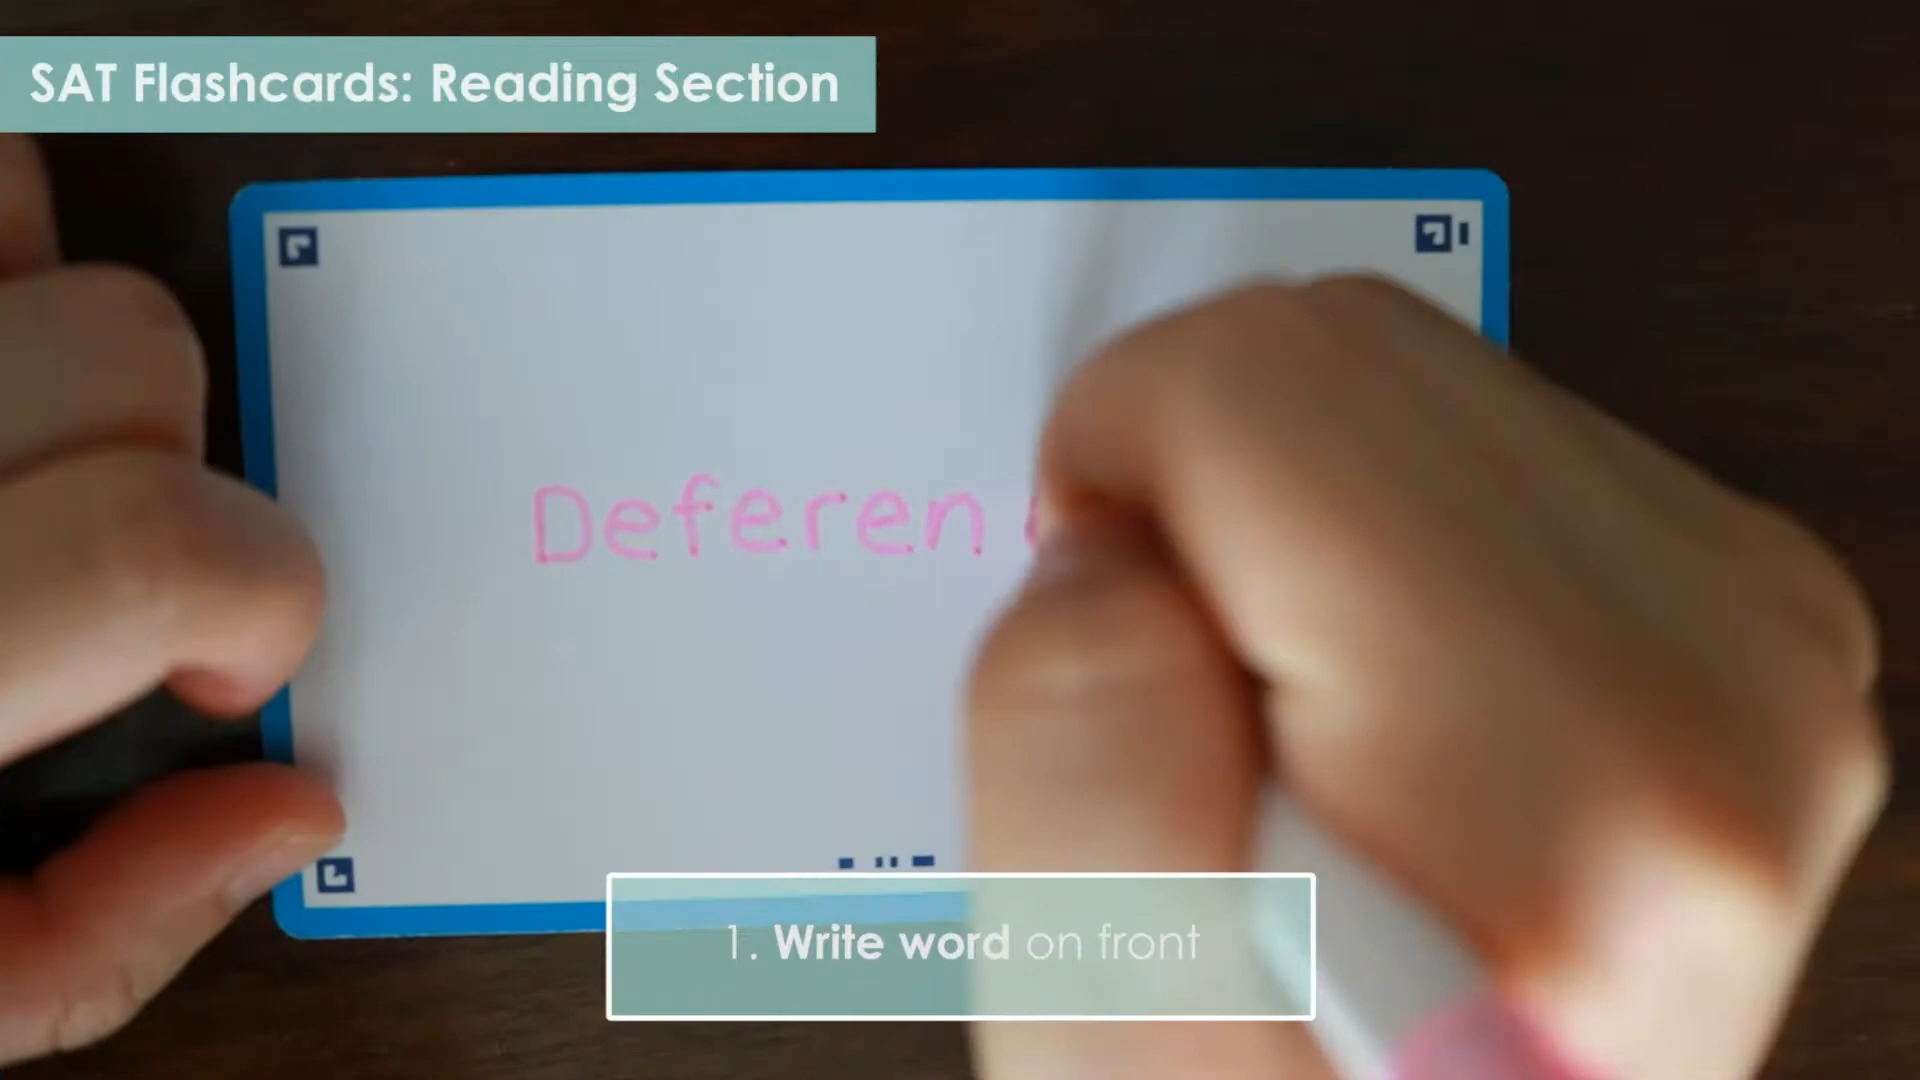 SAT Flashcards: Reading Section
Deferen
1. Write word on front